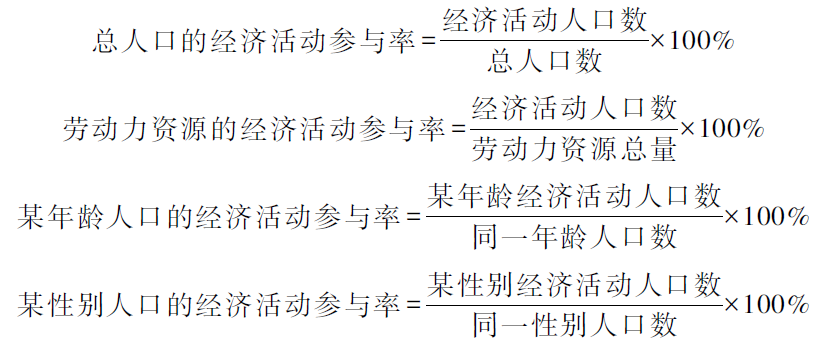 总人口的经济活动参与率=经济活动人口数/总人口数×100%
劳动力资源的经济活动参与率=经济活动人口数/劳动力资源总量×100%
某年龄人口的经济活动参与率=某年龄经济活动人口数/同一年龄人口数×100%
某性别人口的经济活动参与率=某性别经济活动人口数/同一性别人口数×100%